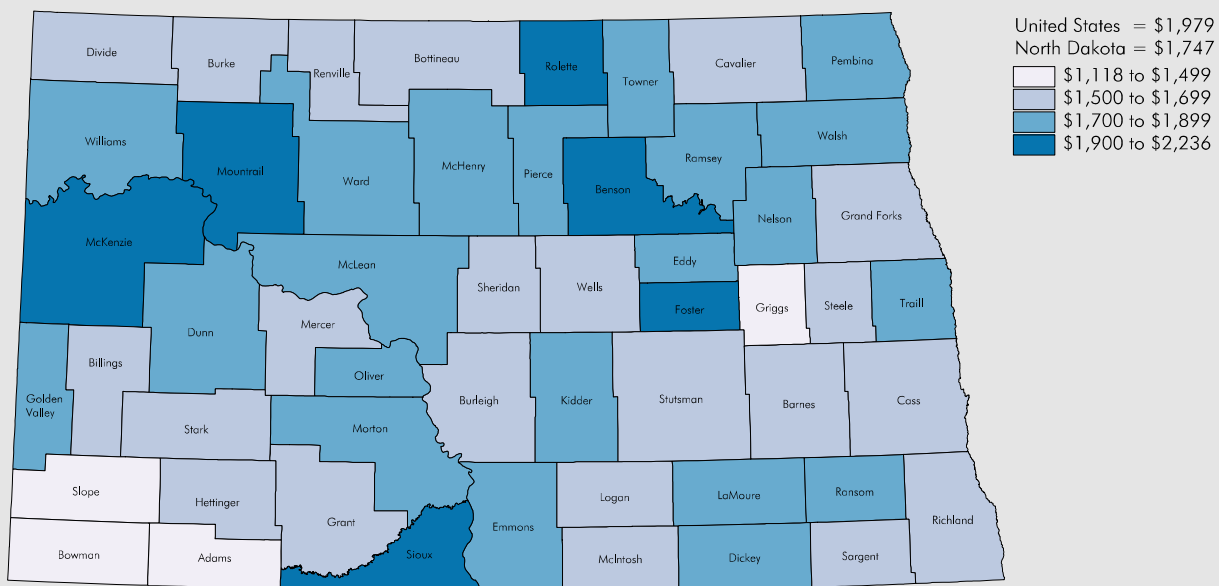 United States = $1,979
North Dakota = $1,747
$1,118 to $1,499
$1,500 to $1,699
$1,700 to $1,899
$1,900 to $2,236
Divide
Burke
Renville
Bottineau
Rolette
Towner
Cavalier
Pembina
Williams
Mountrail
Ward
McHenry
Pierce
Benson
Ramsey
Walsh
McKenzie
Nelson
Grand Forks
McLean
Sheridan
Wells
Eddy
Foster
Griggs
Steele
Traill
Dunn
Mercer
Billings
Golden
Valley
Oliver
Burleigh
Kidder
Stutsman
Barnes
Cass
Stark
Morton
Slope
Hettinger
Grant
Emmons
Logan
LaMoure
Ransom
Richland
Bowman
Adams
Sioux
McIntosh
Dickey
Sargent